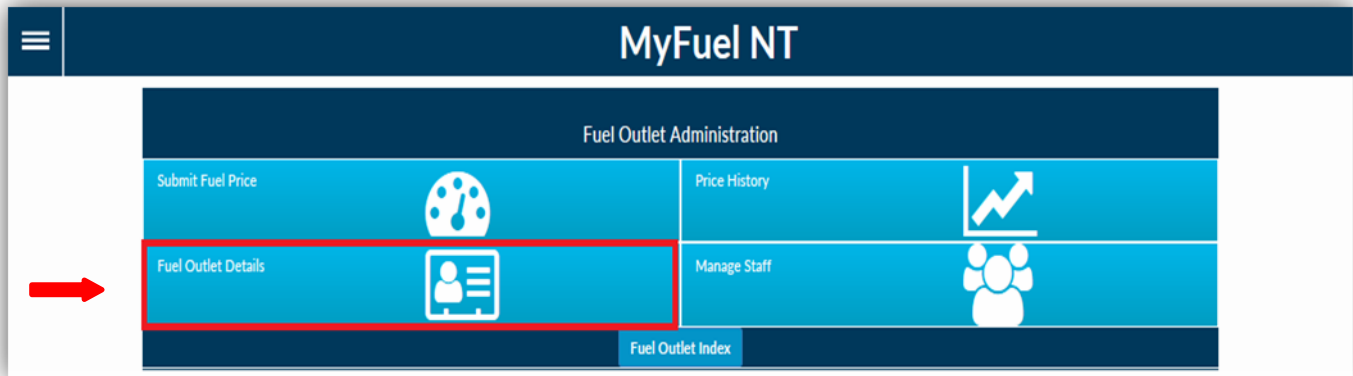 MyFuel NT
Fuel Outlet Administration
Submit Fuel Price
Price History
Fuel Outlet Details
Manage Staff
Fuel Outlet Index